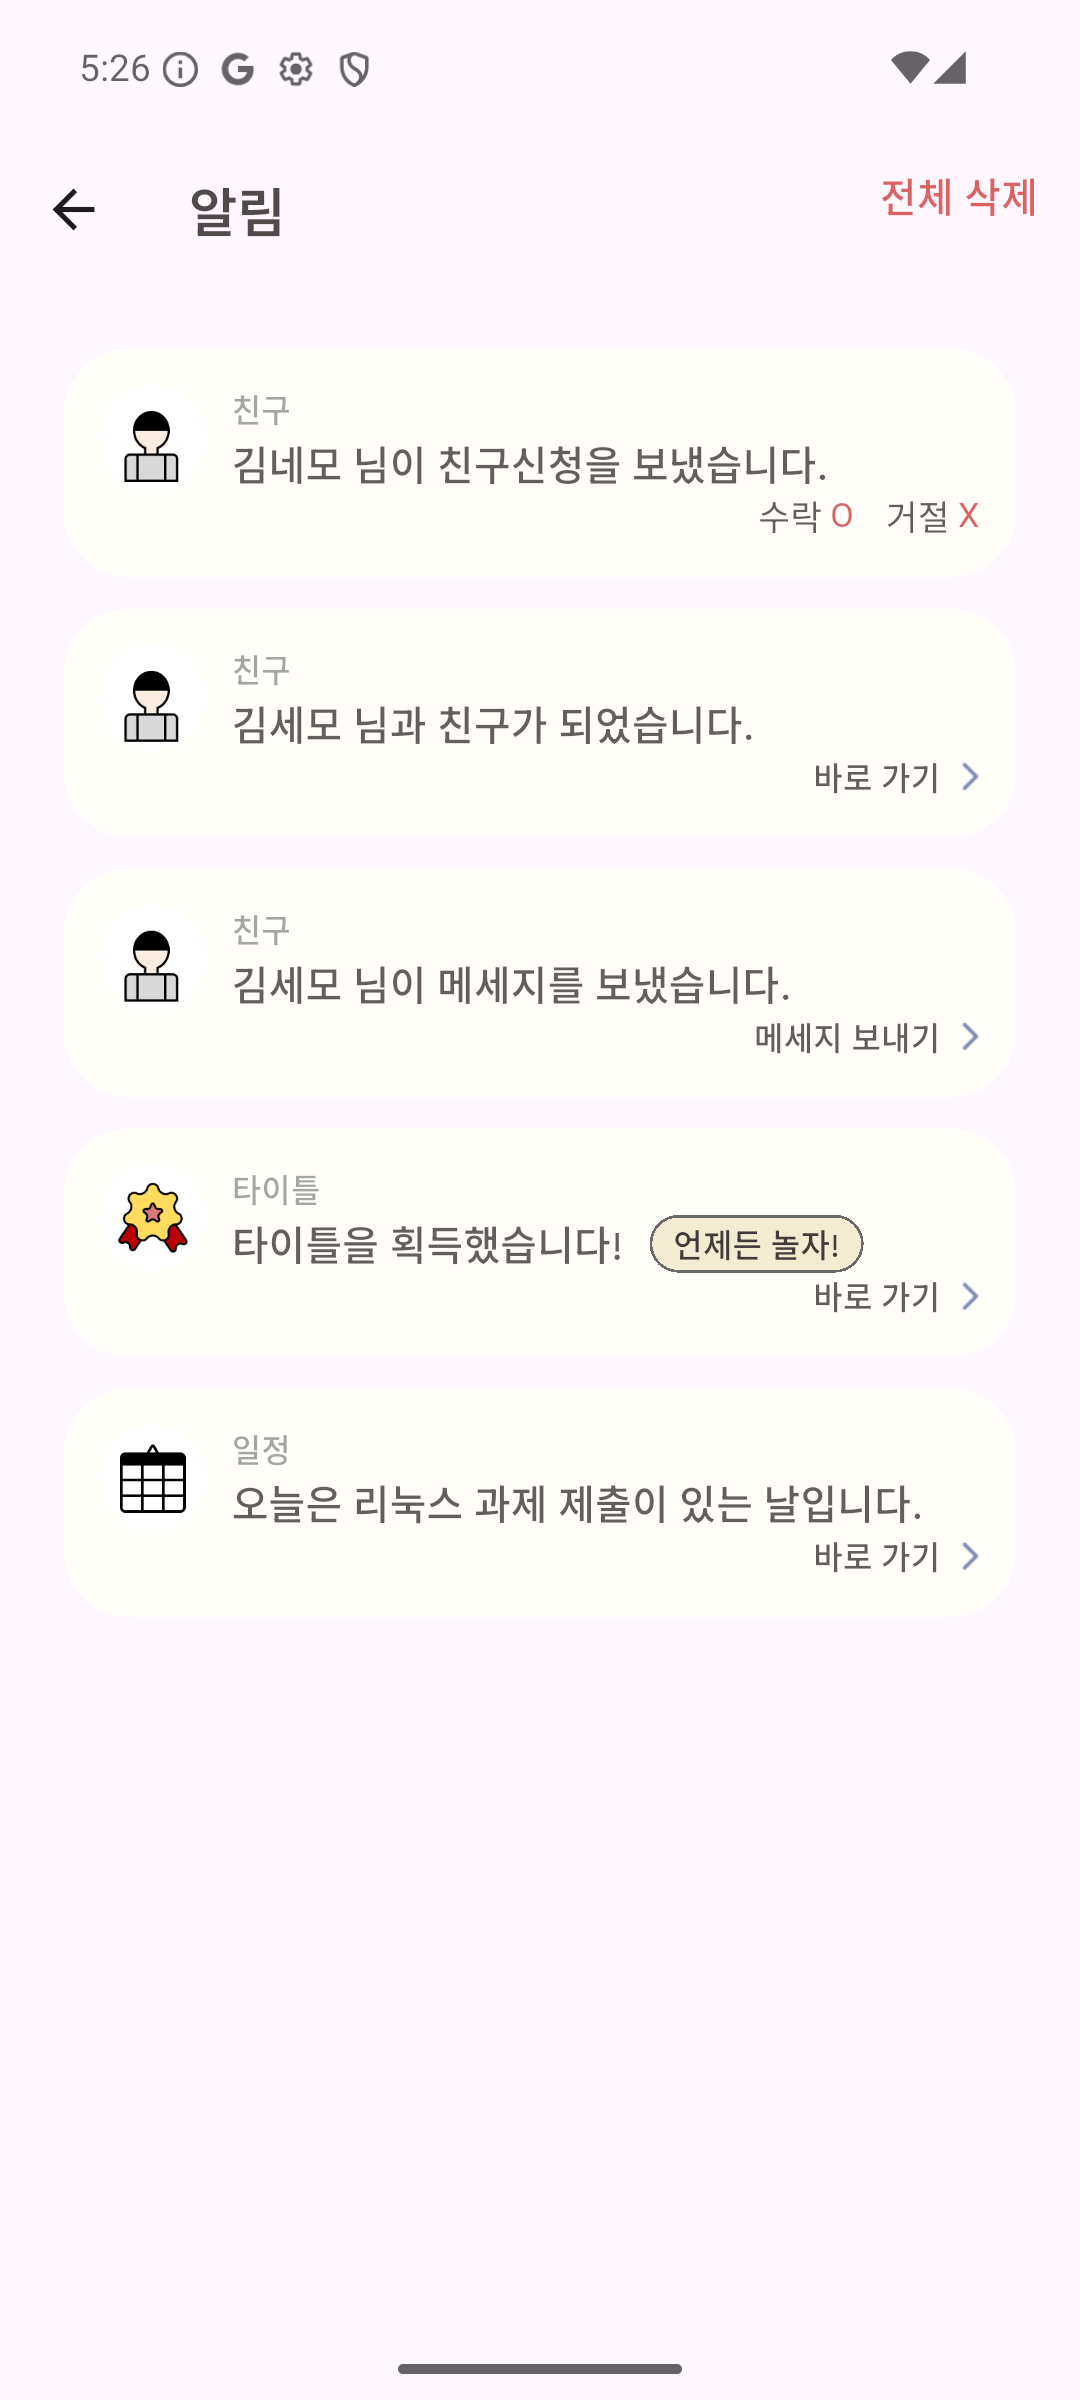 5:26
알림
전체 삭제
친구
김네모 님이 친구신청을 보냈습니다.
수락 O 거절 X
친구
김세모 님과 친구가 되었습니다.
바로 가기
친구
김세모 님이 메세지를 보냈습니다.
메세지 보내기
타이틀
타이틀을 획득했습니다! 언제든 놀자!
바로 가기
일정
오늘은 리눅스 과제 제출이 있는 날입니다.
바로 가기